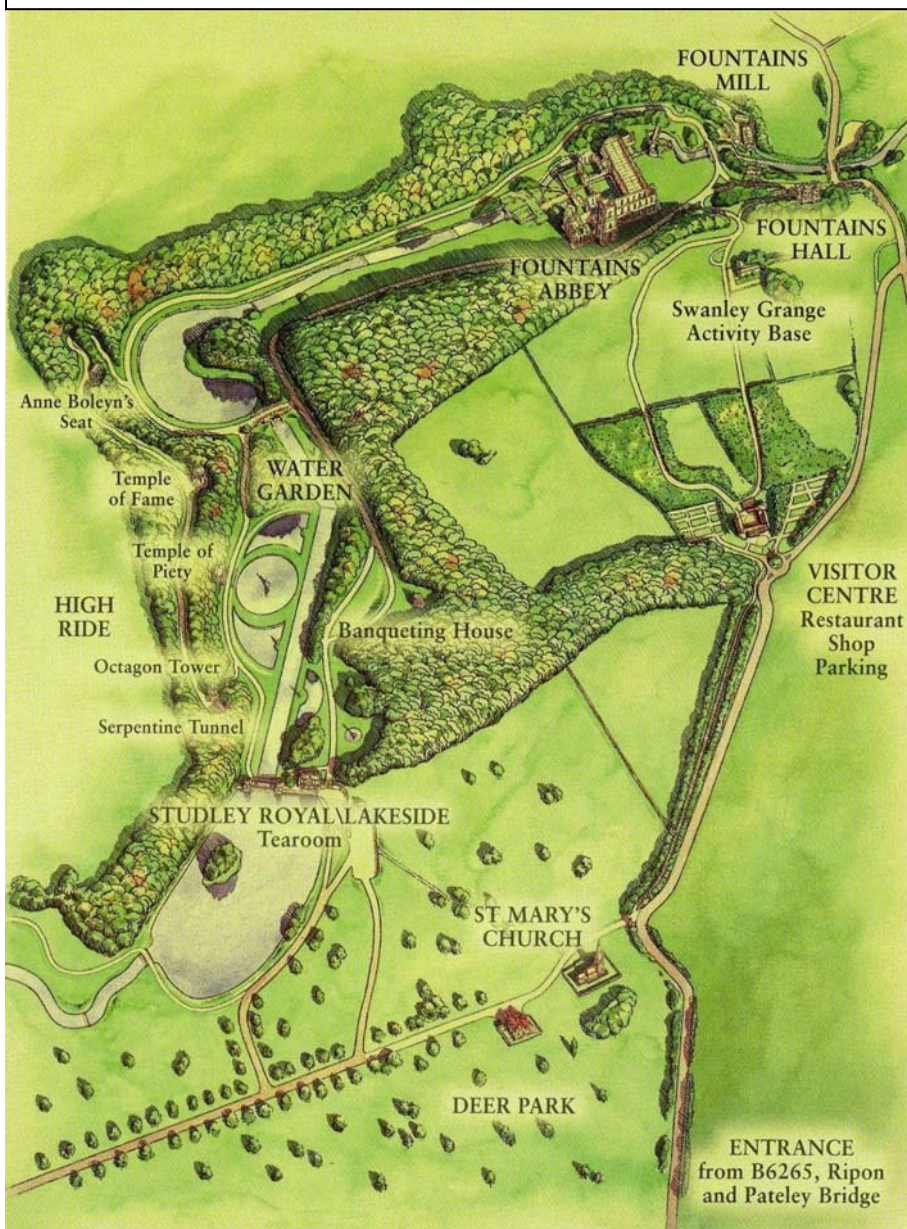 FOUNTAINS
MILL
FOUNTAINS
HALL
FOUNTAINS
ABBEY
Swanley Grange
Activity Base
Anne Boleyn's
Seat
Temple
of Fame
WATER
GARDEN
Temple of
Piety
HIGH
RIDE
Banqueting House
VISITOR
CENTRE
Restaurant
Shop
Parking
Octagon Tower
Serpentine Tunnel
STUDLEY ROYAL\LAKESIDE
Tearoom
ST MARY'S
CHURCH
DEER PARK
ENTRANCE
from B6265, Ripon
and Pateley Bridge